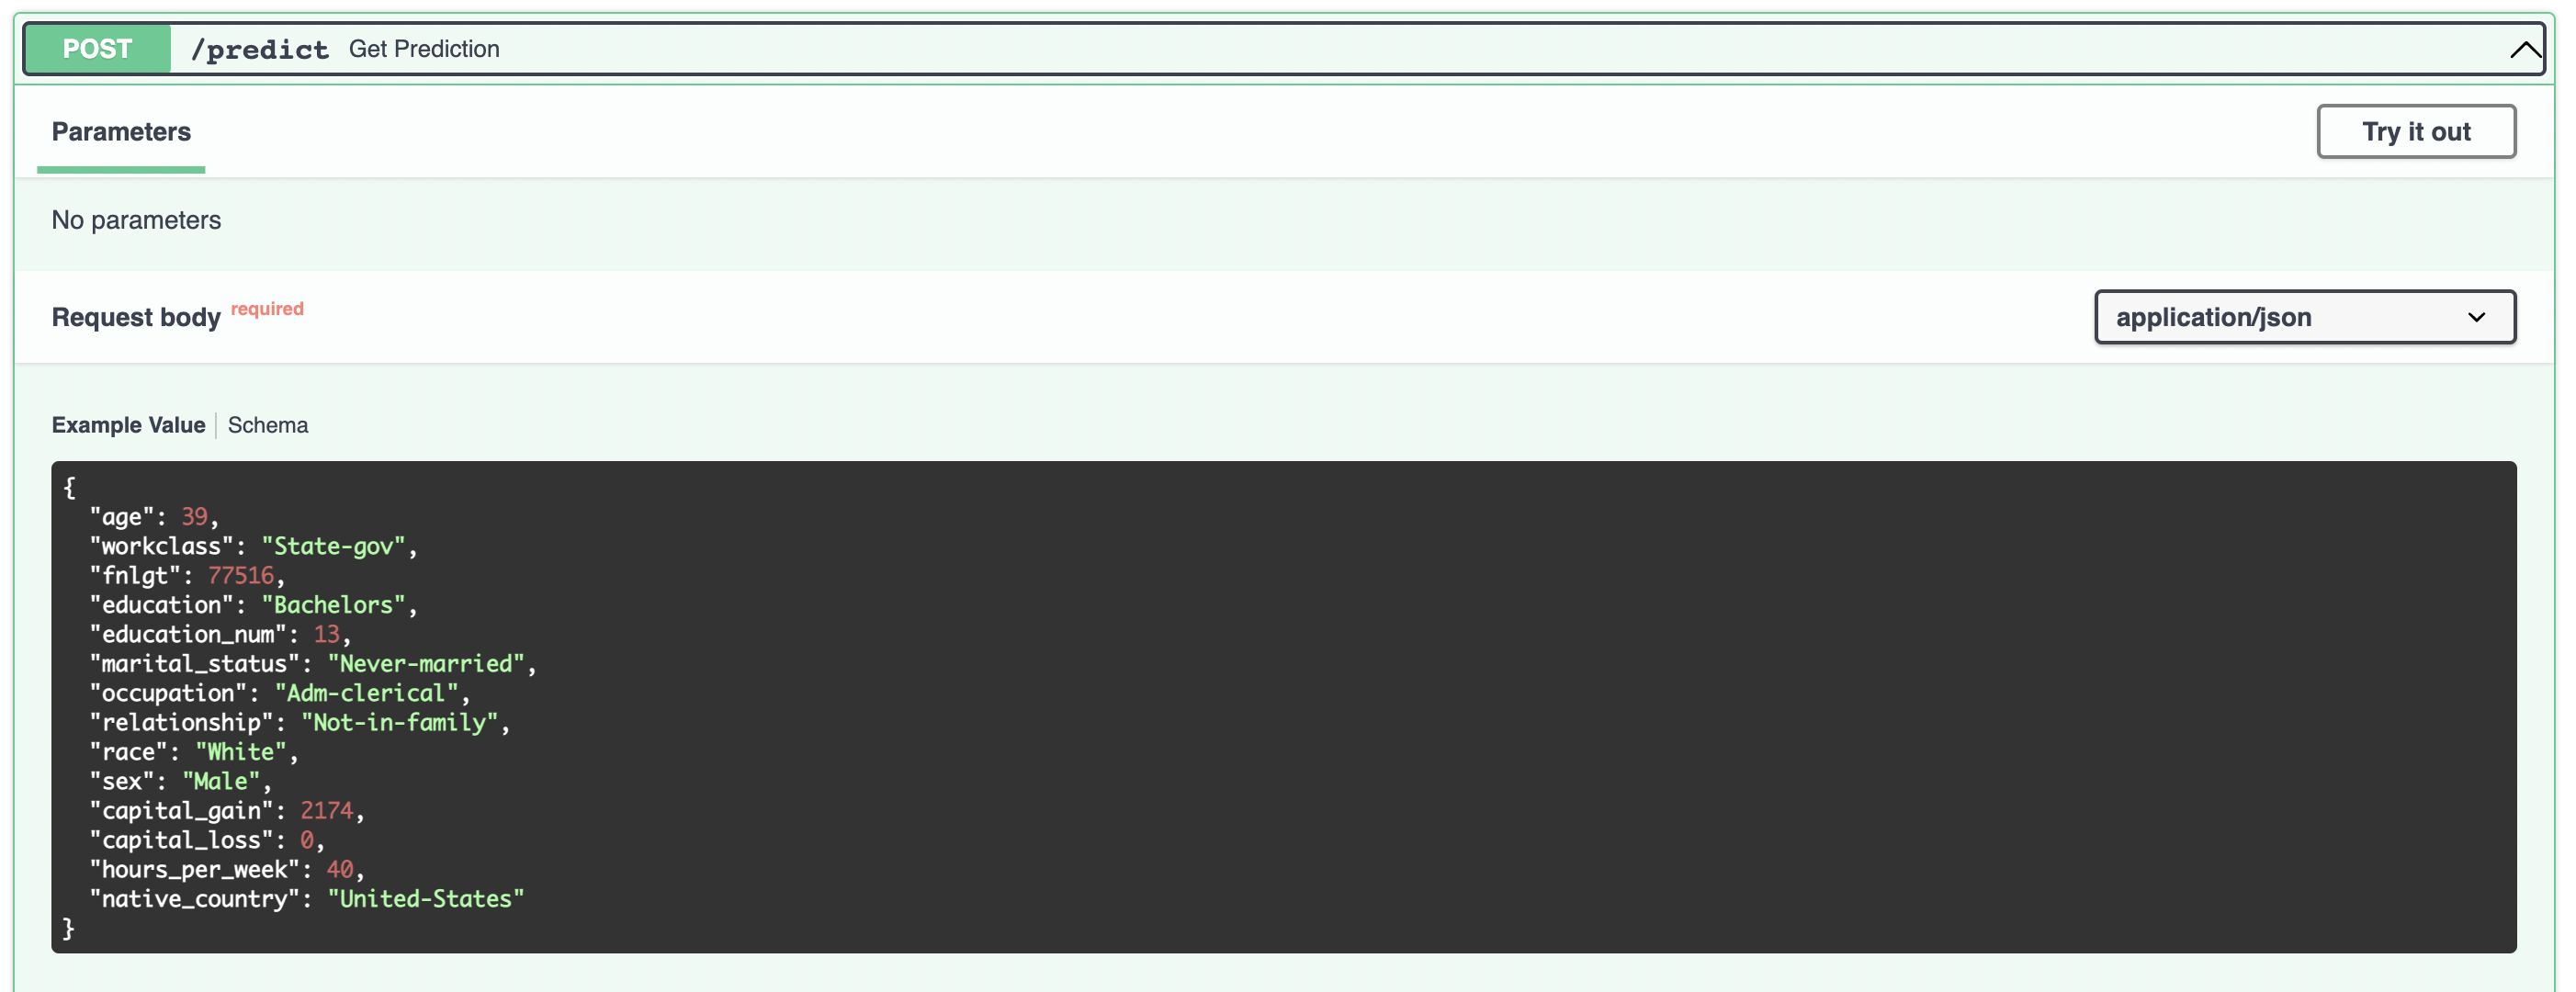 POST /predict Get Prediction
Parameters
Try it out
No parameters
Request body required
application/json
Example Value Schema
{
"age": 39,
"workclass": "State-gov",
"fnlgt": 77516,
"education": "Bachelors",
"education_num": 13,
"marital_status": "Never-married",
"occupation": "Adm-clerical",
"relationship": "Not-in-family",
"race": "White",
"sex": "Male",
"capital_gain": 2174,
"capital_loss": 0,
"hours_per_week": 40,
"native_country": "United-States"
}